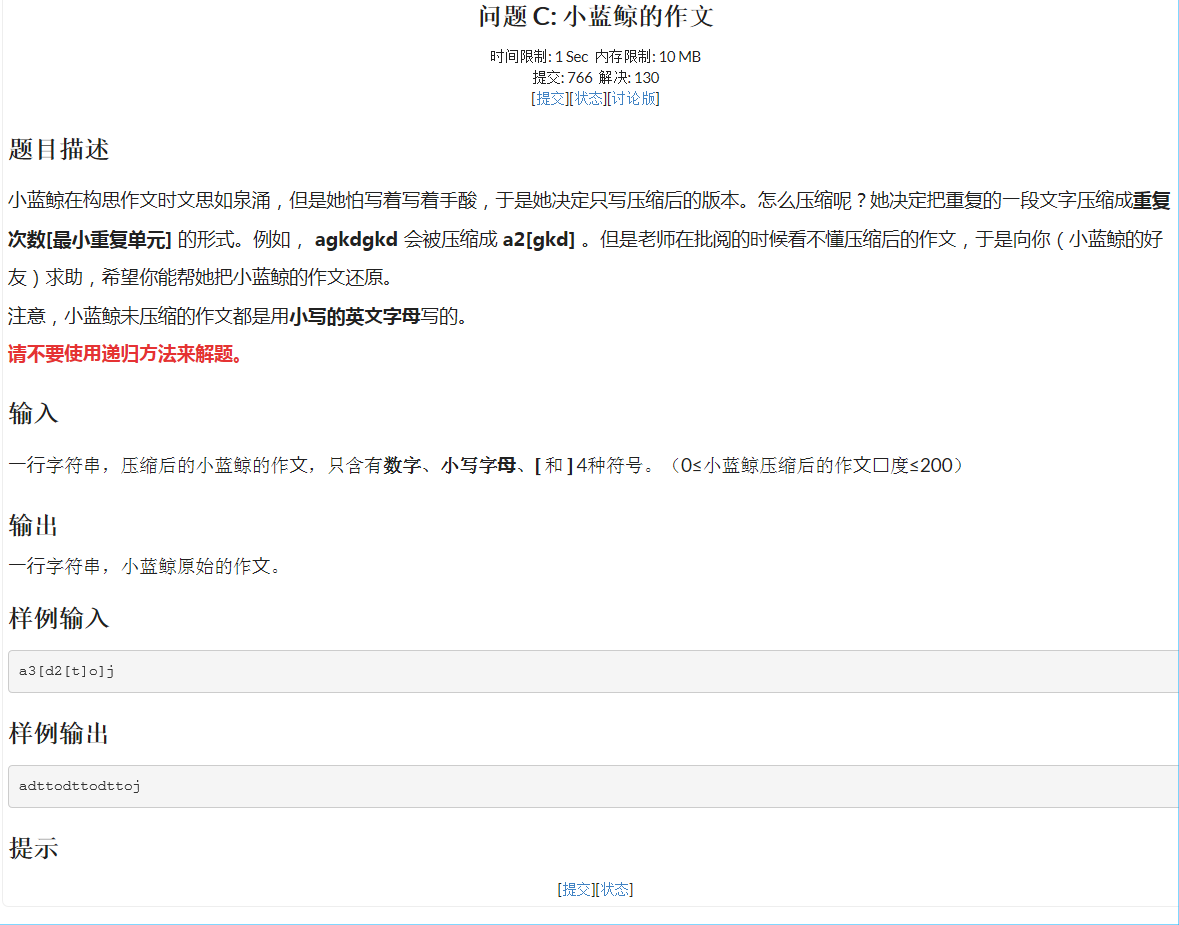 问题 C: 小蓝鲸的作文
时间限制: 1 Sec 内存限制: 10 MB
提交: 766 解决: 130
[提交][状态][讨论版]
题目描述
小蓝鲸在构思作文时文思如泉涌，但是她怕写着写着手酸，于是她决定只写压缩后的版本。怎么压缩呢？她决定把重复的一段文字压缩成重复
次数[最小重复单元] 的形式。例如， agkdgkd 会被压缩成 a2[gkd] 。但是老师在批阅的时候看不懂压缩后的作文，于是向你（小蓝鲸的好
友）求助，希望你能帮她把小蓝鲸的作文还原。
注意，小蓝鲸未压缩的作文都是用小写的英文字母写的。
请不要使用递归方法来解题。
输入
一行字符串，压缩后的小蓝鲸的作文，只含有数字、小写字母、[ 和 ] 4种符号。（0≤小蓝鲸压缩后的作文□度≤200）
输出
一行字符串，小蓝鲸原始的作文。
样例输入
a3[d2[t]o]j
样例输出
adttodttodttoj
提示
[提交][状态]